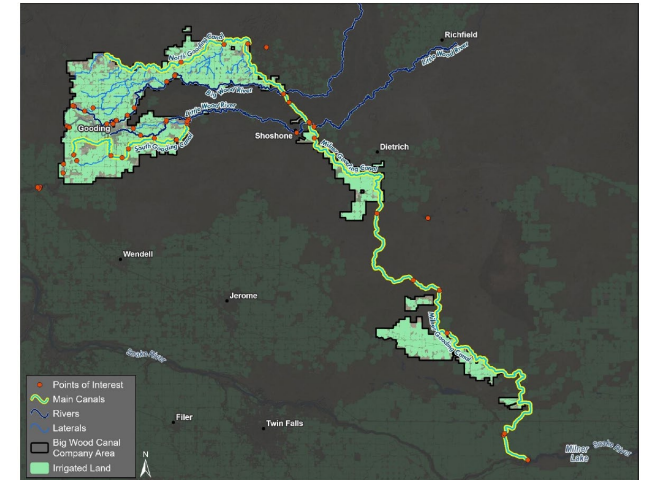 Richfield
North Gooding Canal
Little Wood River
Big Wood River
Little Wood River
Gooding
Shoshone
South Gooding Canal
Milner Gooding Canal
Dietrich
Wendell
Jerome
Milner Gooding Canal
Snake River
Filer
Twin Falls
Snake River
Milner
Lake
Points of Interest
Main Canals
Rivers
Laterals
Big Wood Canal
Company Area
Irrigated Land
N